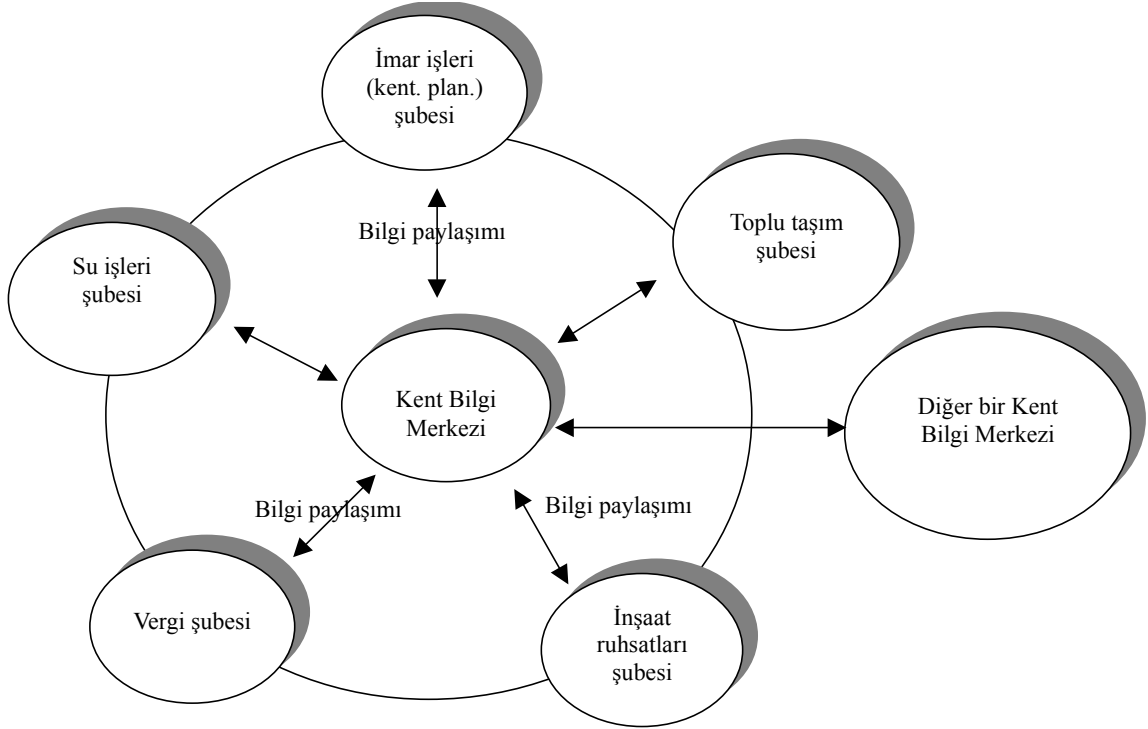 İmar işleri
(kent. plan.)
şubesi
Toplu taşım
şubesi
Bilgi paylaşımı
Su işleri
şubesi
Kent Bilgi
Merkezi
Diğer bir Kent
Bilgi Merkezi
Bilgi paylaşımı
Bilgi paylaşımı
Vergi şubesi
İnşaat
ruhsatları
şubesi